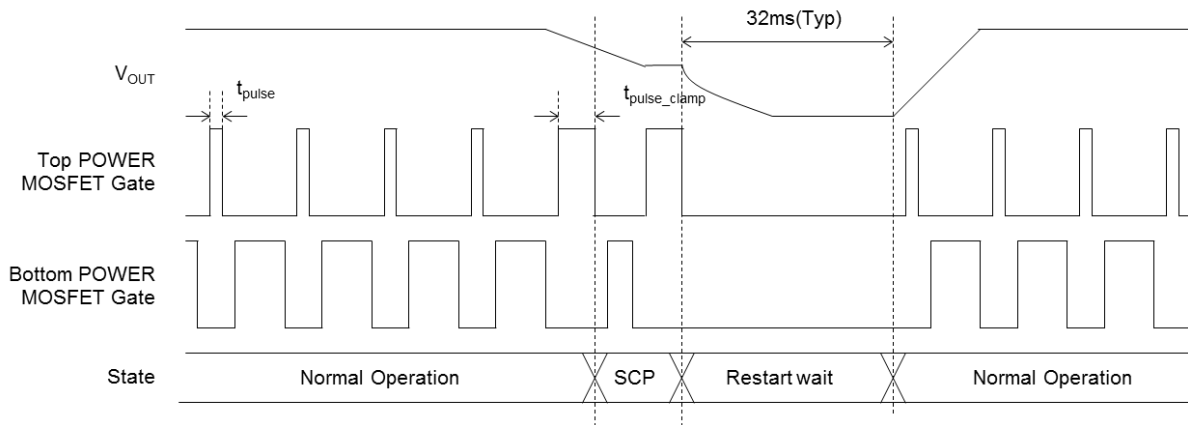 32ms(Typ)
VOUT
tpulse
tpulse_clamp
Top POWER
MOSFET Gate
Bottom POWER
MOSFET Gate
State
Normal Operation
SCP
Restart wait
Normal Operation